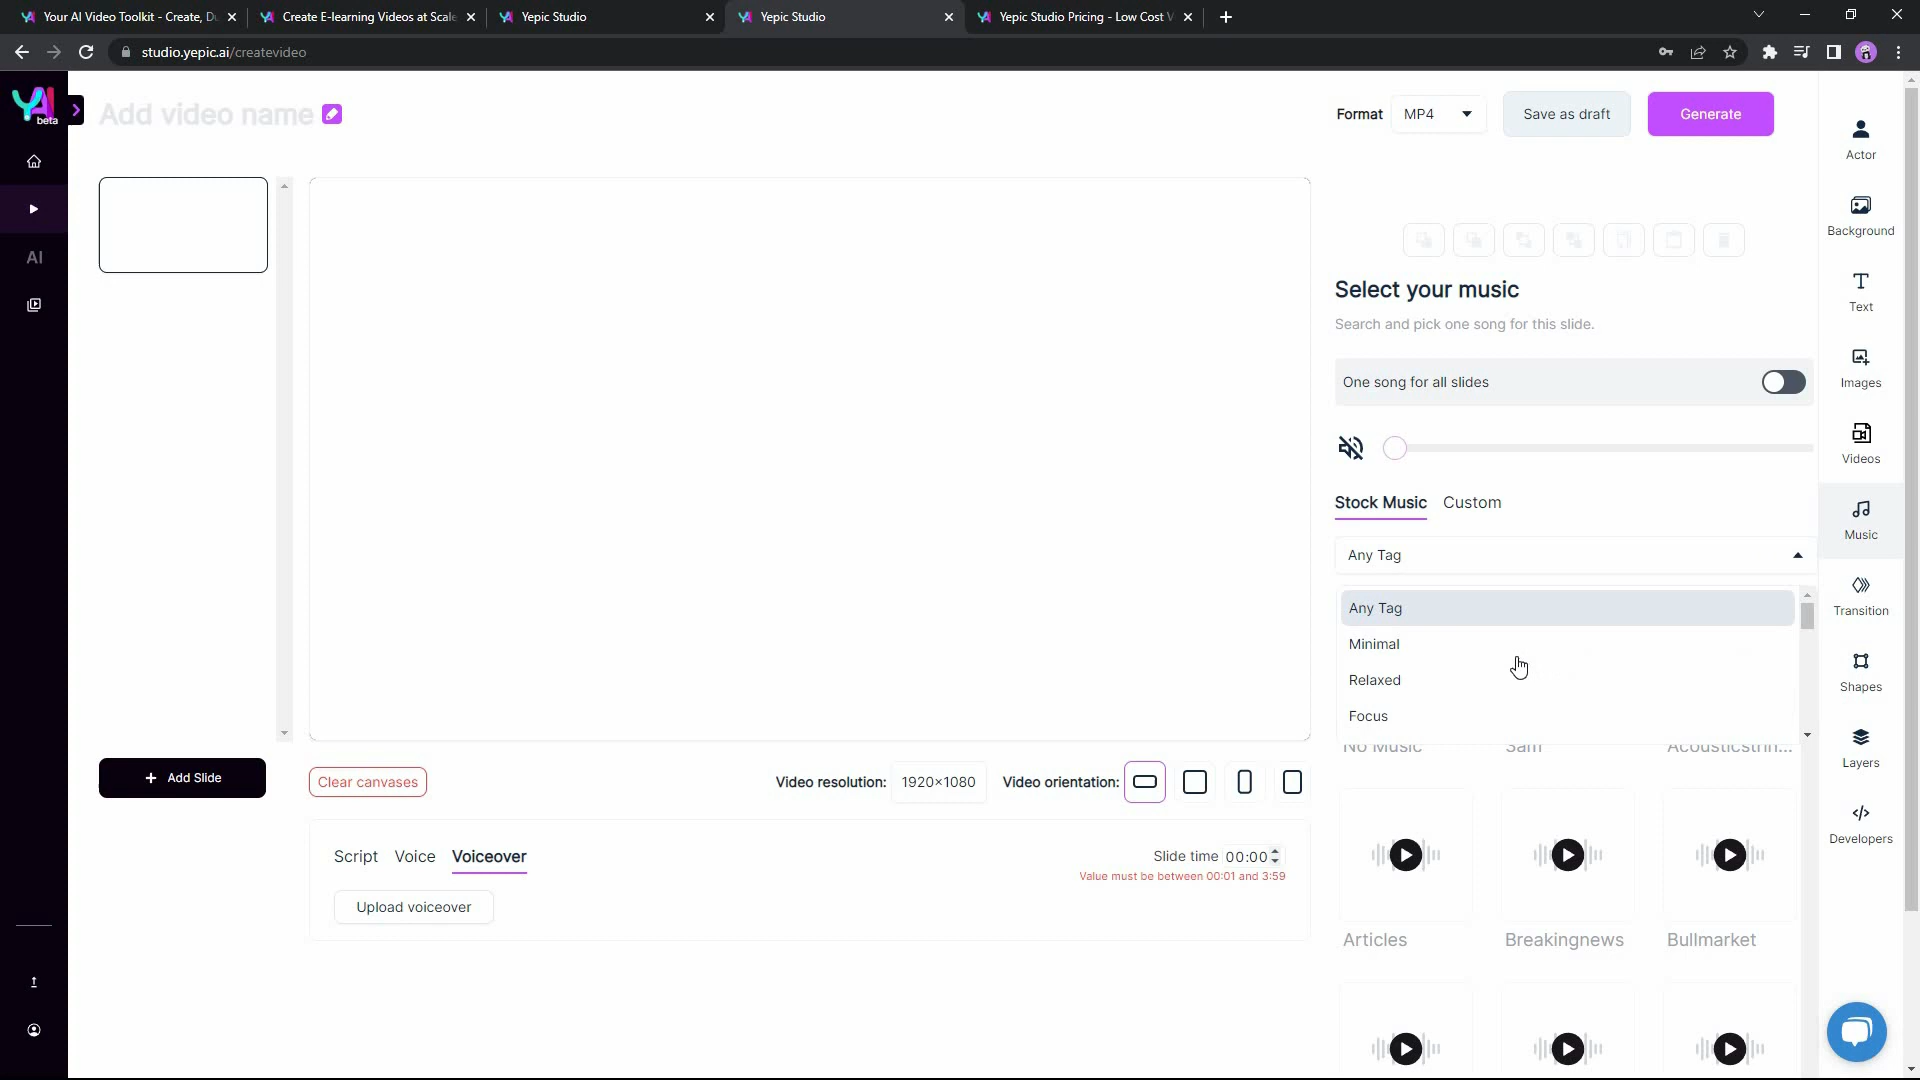 Your AI Video Toolkit - Create, Du
Create E-learning Videos at Scale
Yepic Studio
Yepic Studio
Yepic Studio Pricing - Low Cost V
studio.yepic.ai/createvideo
YAI
beta
Add video name
Format
MP4
Save as draft
Generate
AI
Actor
Background
Text
Images
Videos
Music
Transition
Shapes
Layers
Developers
Select your music
Search and pick one song for this slide.
One song for all slides
Stock Music
Custom
Any Tag
Any Tag
Minimal
Relaxed
Focus
No Music
Acousticstrin...
Articles
Breakingnews
Bullmarket
+ Add Slide
Clear canvases
Video resolution:
1920×1080
Video orientation:
Script
Voice
Voiceover
Slide time 00:00
Value must be between 00:01 and 3:59
Upload voiceover